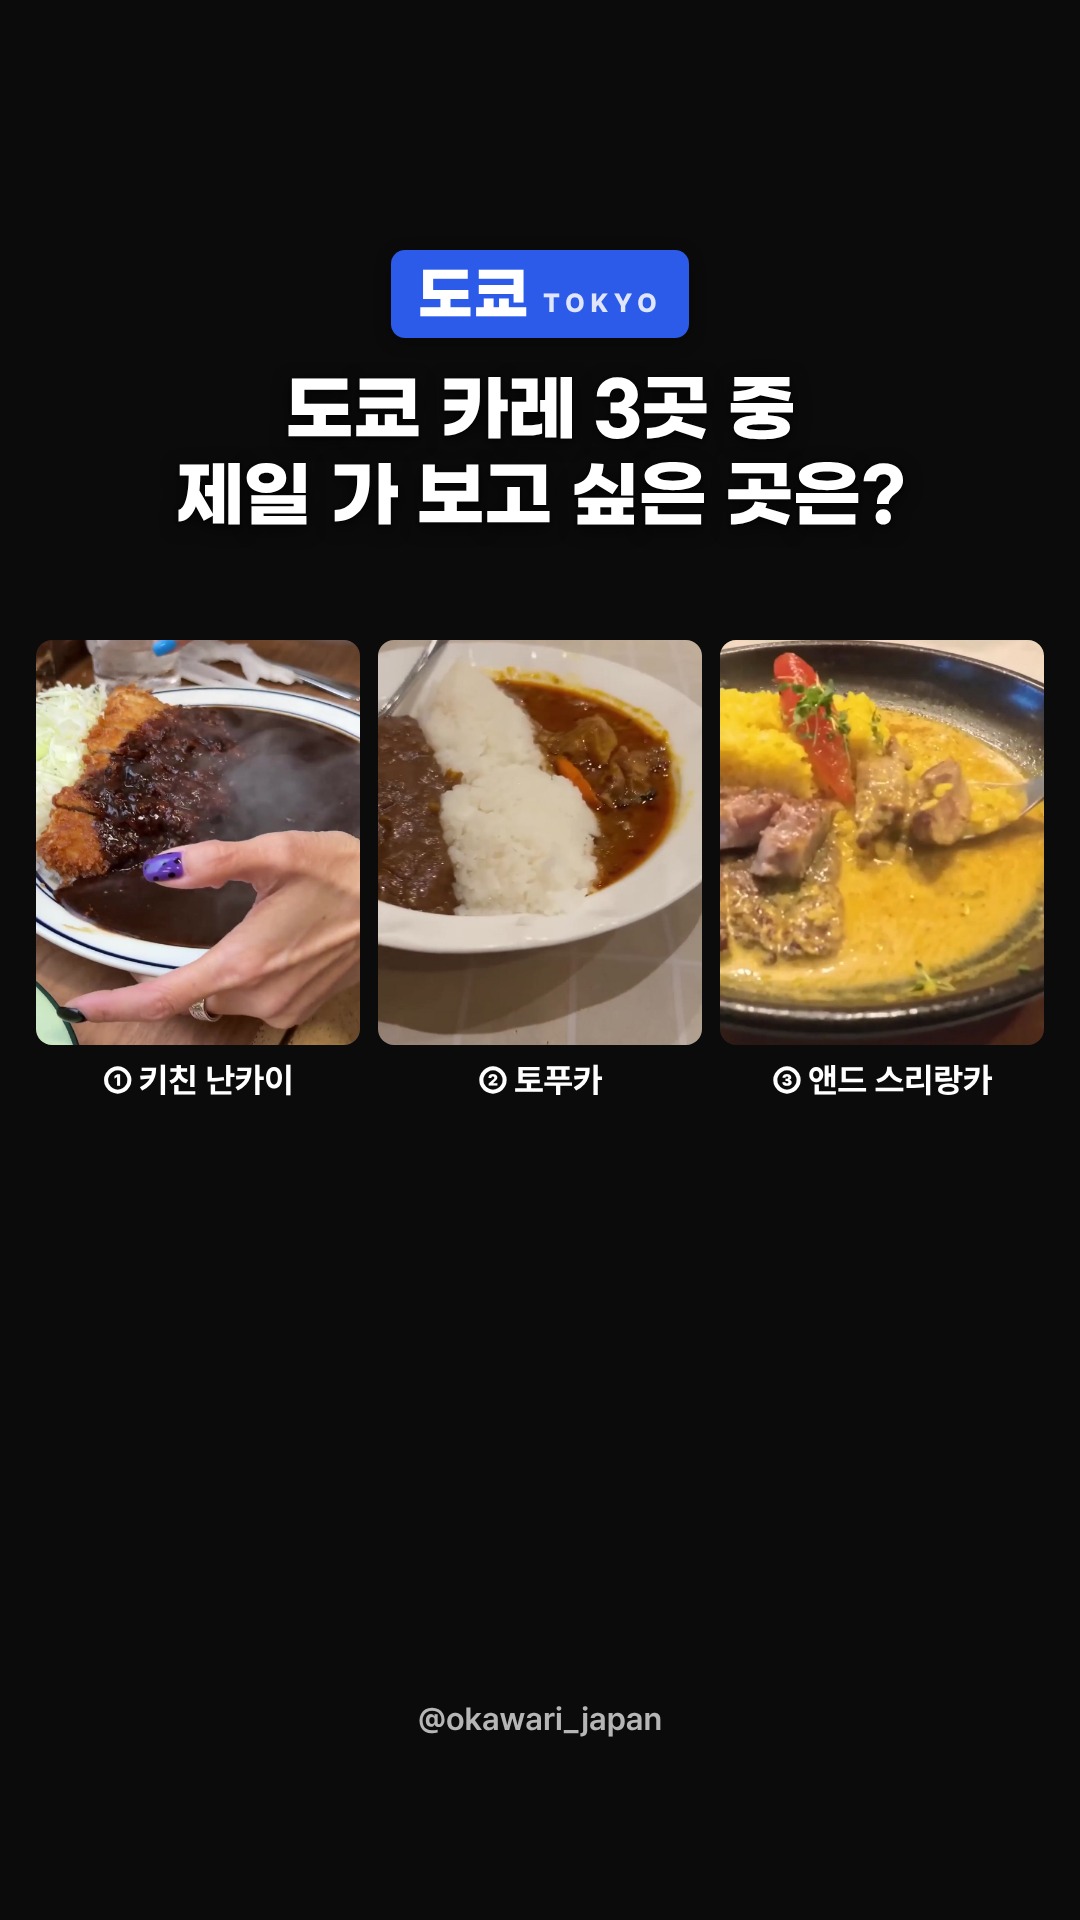 도쿄 TOKYO
도쿄 카레 3곳 중
제일 가 보고 싶은 곳은?
① 키친 난카이
② 토푸카
③ 앤드 스리랑카
@okawari_japan